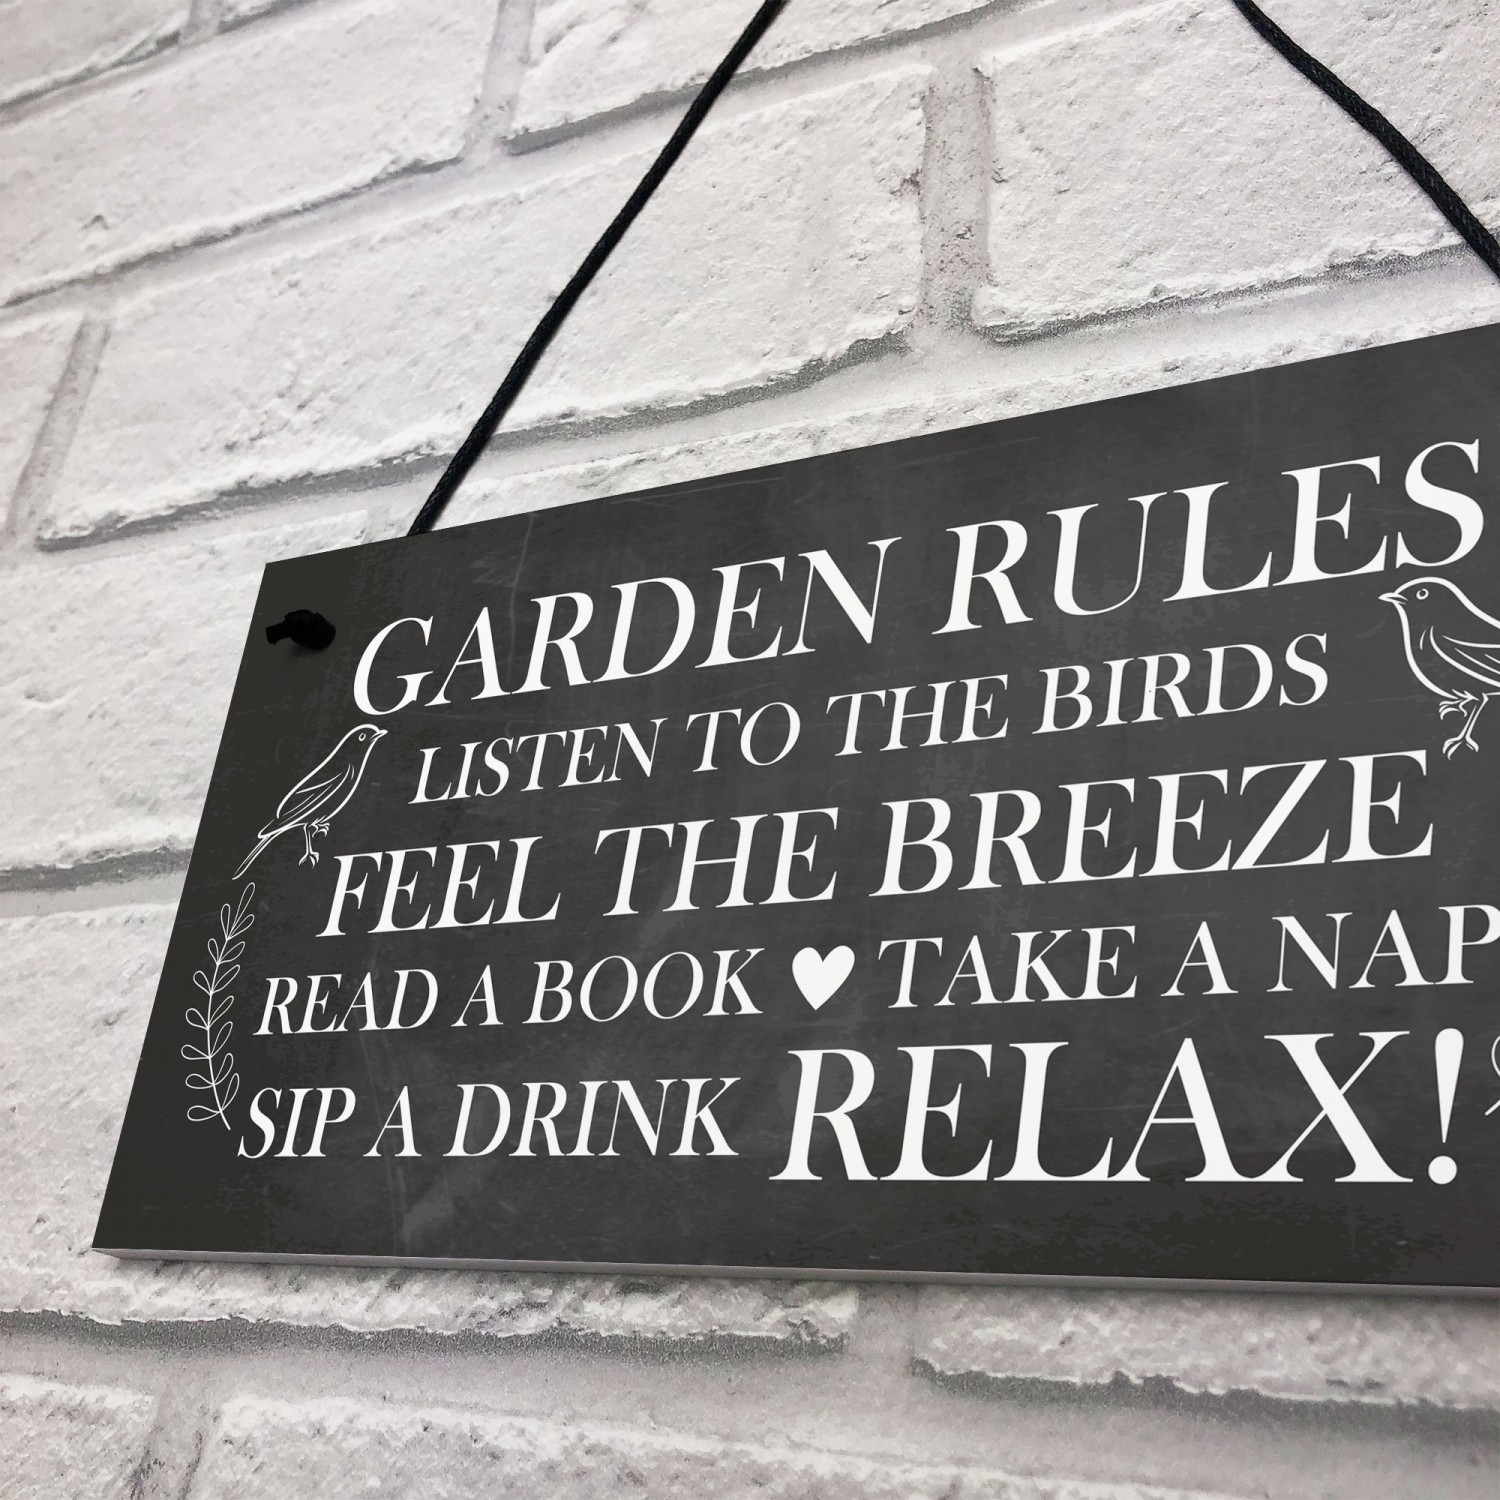 GARDEN RULES
LISTEN TO THE BIRDS
FEEL THE BREEZE
READ A BOOK ♥ TAKE A NAP
SIP A DRINK RELAX!